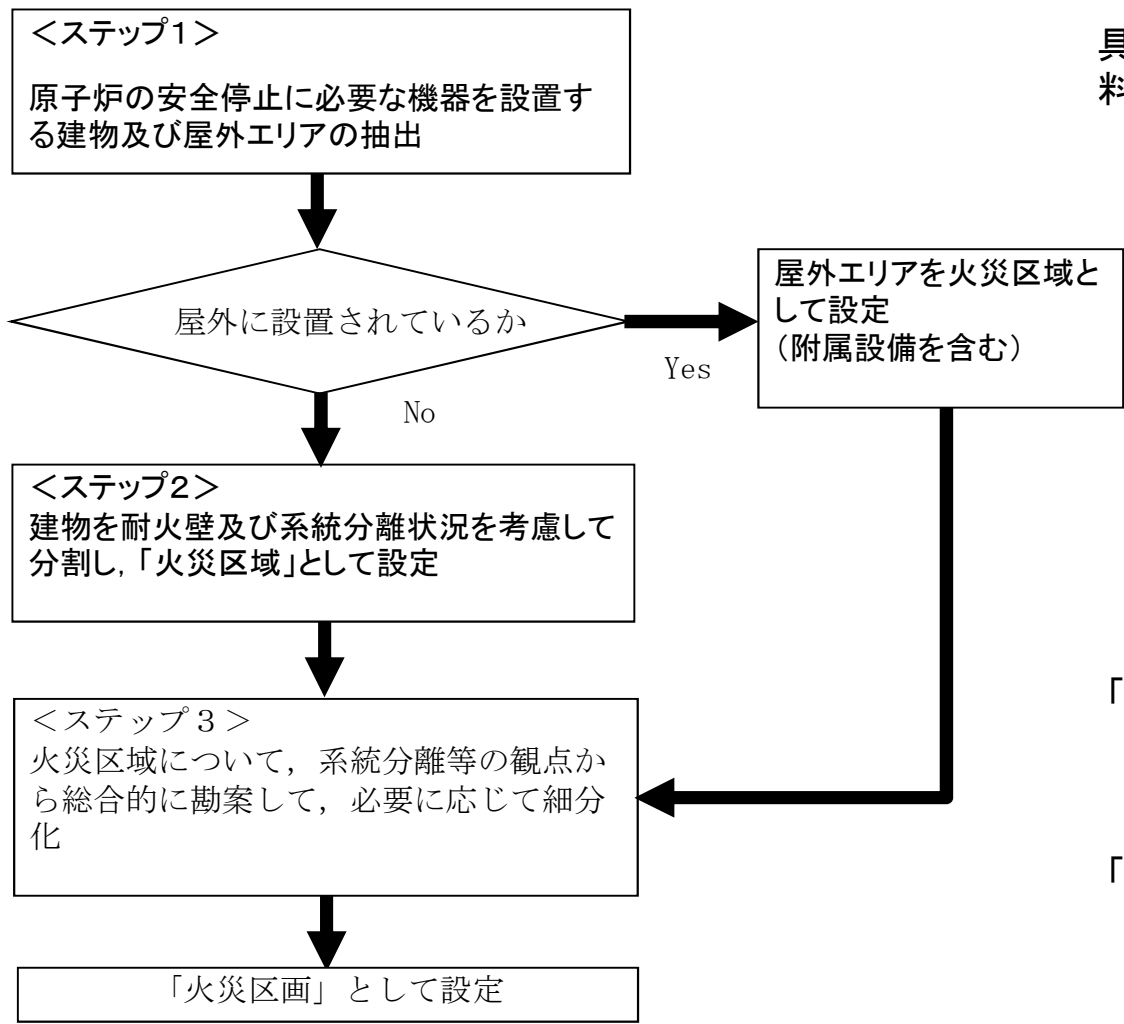 <ステップ1>
原子炉の安全停止に必要な機器を設置す
る建物及び屋外エリアの抽出
具
料
屋外に設置されているか
Yes
No
屋外エリアを火災区域と
して設定
(附属設備を含む)
<ステップ2>
建物を耐火壁及び系統分離状況を考慮して
分割し,「火災区域」として設定
「
<ステップ3>
火災区域について,系統分離等の観点か
ら総合的に勘案して,必要に応じて細分
化
「
「火災区画」として設定